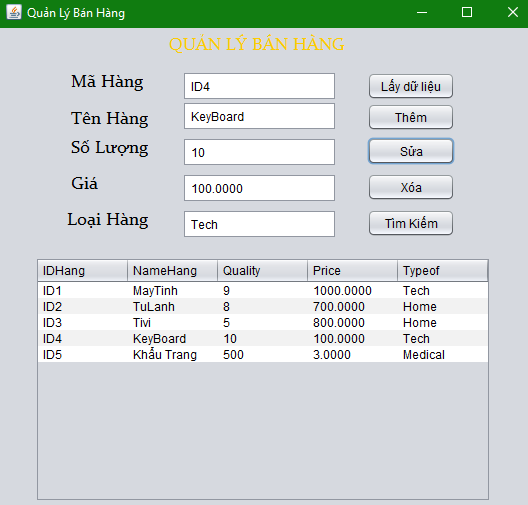 Quản Lý Bán Hàng
QUẢN LÝ BÁN HÀNG
Mã Hàng ID4 Lấy dữ liệu
Tên Hàng KeyBoard Thêm
Số Lượng 10 Sửa
Giá 100.0000 Xóa
Loại Hàng Tech Tìm Kiếm
IDHang NameHang Quality Price Typeof
ID1 MayTinh 9 1000.0000 Tech
ID2 TuLanh 8 700.0000 Home
ID3 Tivi 5 800.0000 Home
ID4 KeyBoard 10 100.0000 Tech
ID5 Khẩu Trang 500 3.0000 Medical